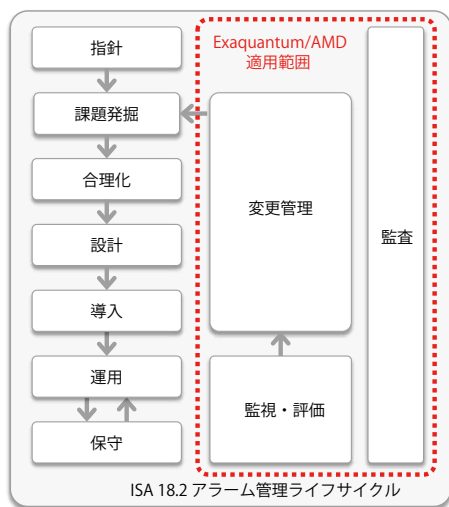 指針
課題発掘
合理化
設計
導入
運用
保守
Exaquantum/AMD
適用範囲
変更管理
監視・評価
監査
ISA 18.2 アラーム管理ライフサイクル